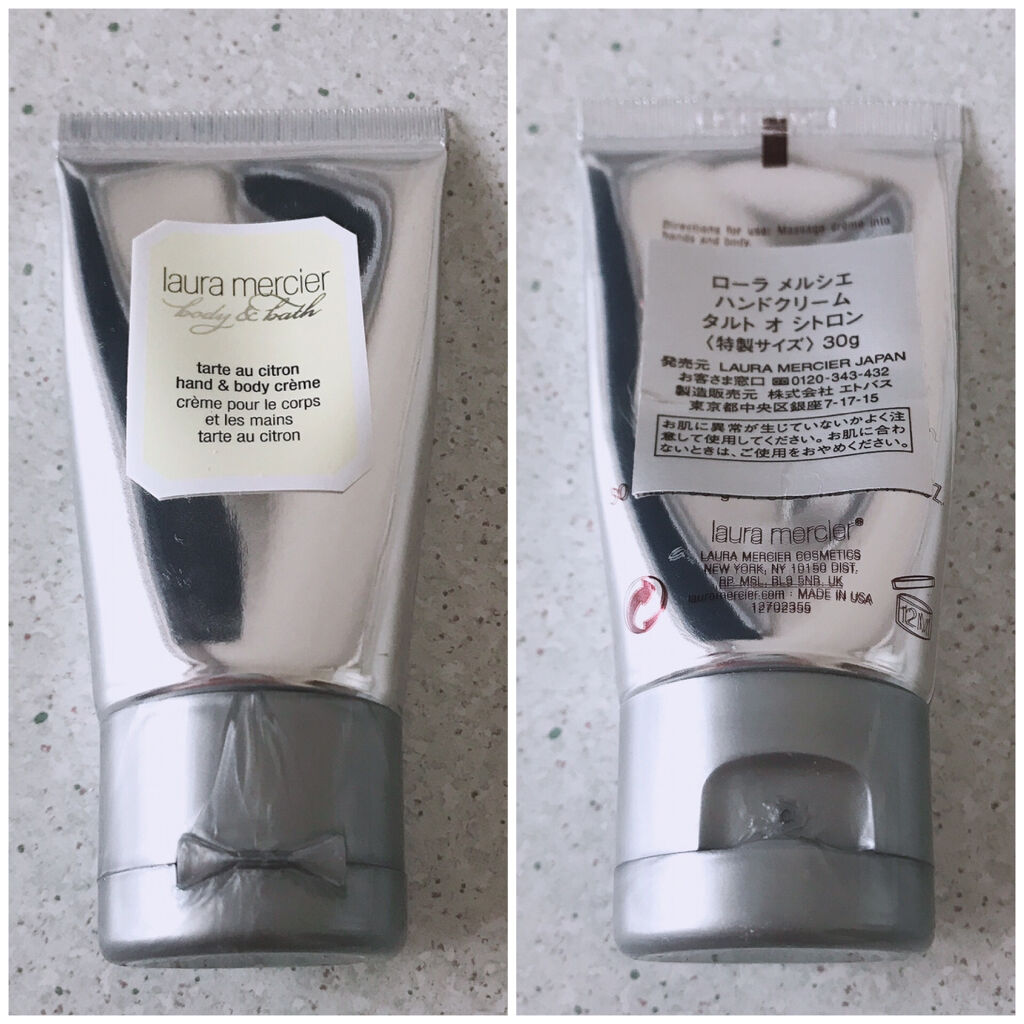 laura mercier
body & bath
tarte au citron
hand & body crème
crème pour le corps
et les mains
tarte au citron
Directions for use: Massage crème into
hands and body.
ローラ メルシエ
ハンドクリーム
タルト オ シトロン
〈特製サイズ〉30g
発売元 LAURA MERCIER JAPAN
お客さま窓口 0120-343-432
製造販売元 株式会社 エトバス
東京都中央区銀座7-17-15
お肌に異常が生じていないかよく注
意して使用してください。お肌に合わ
ないときは、ご使用をおやめください。
laura mercier®
LAURA MERCIER COSMETICS
NEW YORK, NY 10150 DIST.
RP MSL, BL9 5NR, UK
lauramercier.com : MADE IN USA
12702355
12M